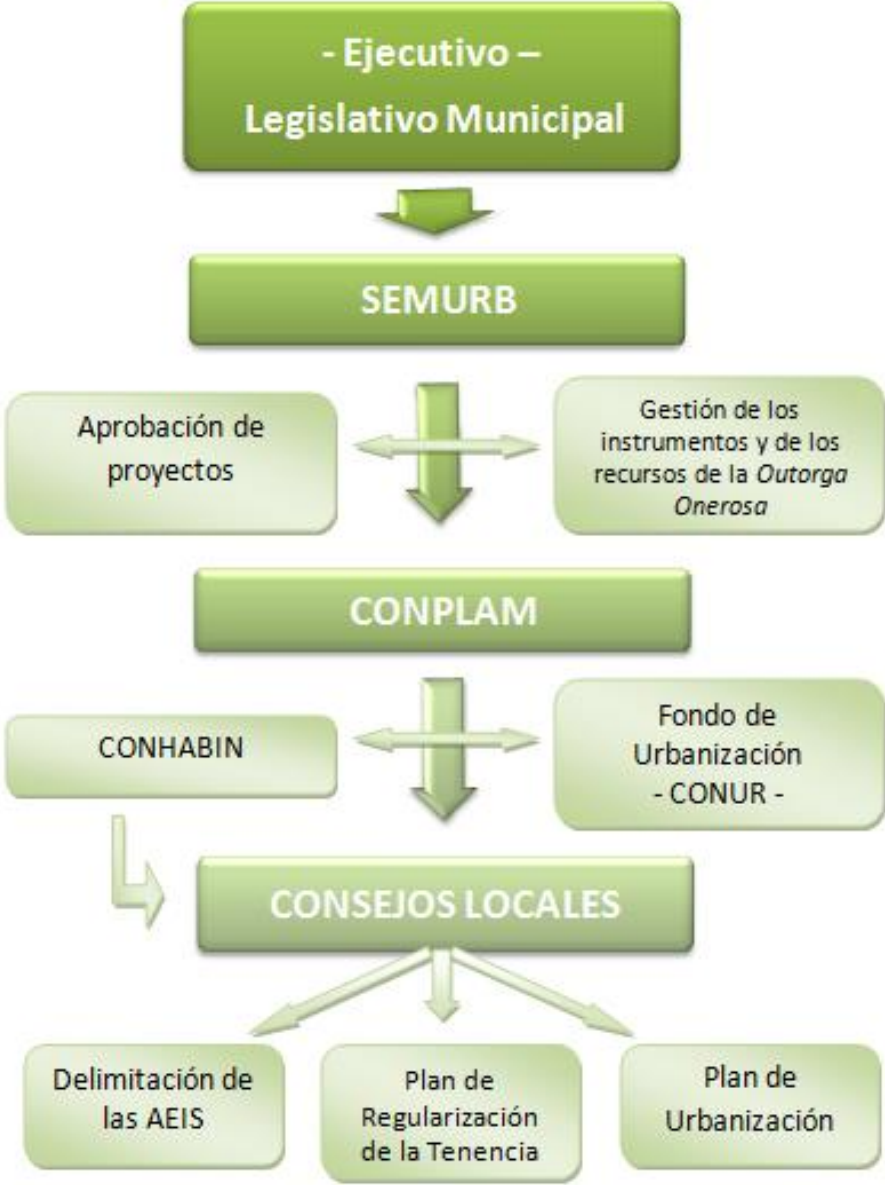 - Ejecutivo –
Legislativo Municipal
SEMURB
Aprobación de
proyectos
Gestión de los
instrumentos y de los
recursos de la Outorga
Onerosa
CONPLAM
CONHABIN
Fondo de
Urbanización
- CONUR -
CONSEJOS LOCALES
Delimitación de
las AEIS
Plan de
Regularización
de la Tenencia
Plan de
Urbanización